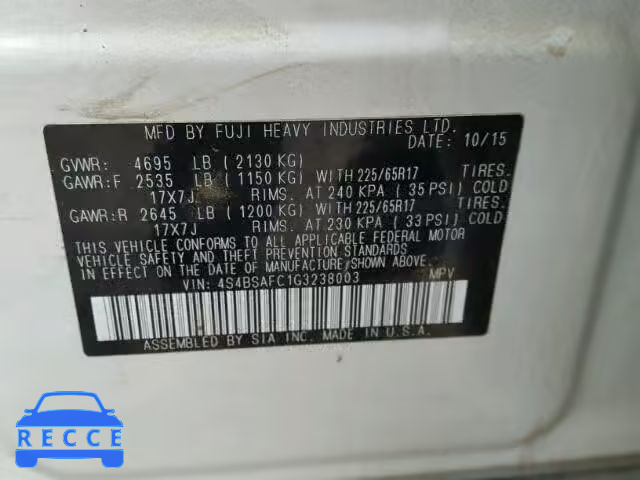 MFD BY FUJI HEAVY INDUSTRIES LTD.
DATE: 10/15
GVWR: 4695 LB (2130 KG)
GAWR:F 2535 LB (1150 KG) WITH 225/65R17 TIRES.
17X7J RIMS. AT 240 KPA (35 PSI) COLD
GAWR:R 2645 LB (1200 KG) WITH 225/65R17 TIRES.
17X7J RIMS. AT 230 KPA (33 PSI) COLD
THIS VEHICLE CONFORMS TO ALL APPLICABLE FEDERAL MOTOR
VEHICLE SAFETY AND THEFT PREVENTION STANDARDS
IN EFFECT ON THE DATE OF MANUFACTURE SHOWN ABOVE.
VIN: 4S4BSAFC1G3238003 MPV
ASSEMBLED BY SIA INC. MADE IN U.S.A.
RECCE